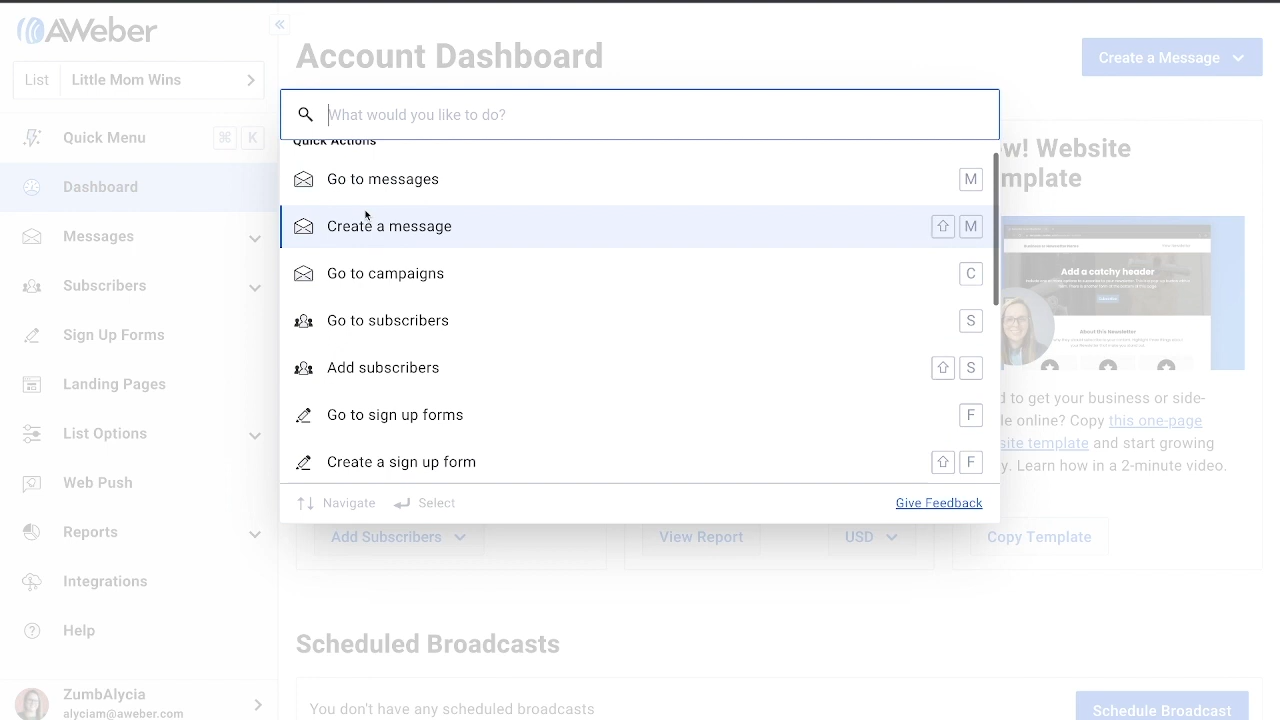 AWeber
List Little Mom Wins
Quick Menu ⌘ K
Dashboard
Messages
Subscribers
Sign Up Forms
Landing Pages
List Options
Web Push
Reports
Integrations
Help
ZumbAlycia
alyciam@aweber.com
Account Dashboard
Create a Message
What would you like to do?
Quick Actions
Go to messages M
Create a message ⇧ M
Go to campaigns C
Go to subscribers S
Add subscribers ⇧ S
Go to sign up forms F
Create a sign up form ⇧ F
Navigate Select
Give Feedback
Add Subscribers
View Report
USD
w! Website
mplate
Add a catchy header
About this Newsletter
d to get your business or side-
le online? Copy this one-page
site template and start growing
y. Learn how in a 2-minute video.
Copy Template
Scheduled Broadcasts
You don't have any scheduled broadcasts
Schedule Broadcast